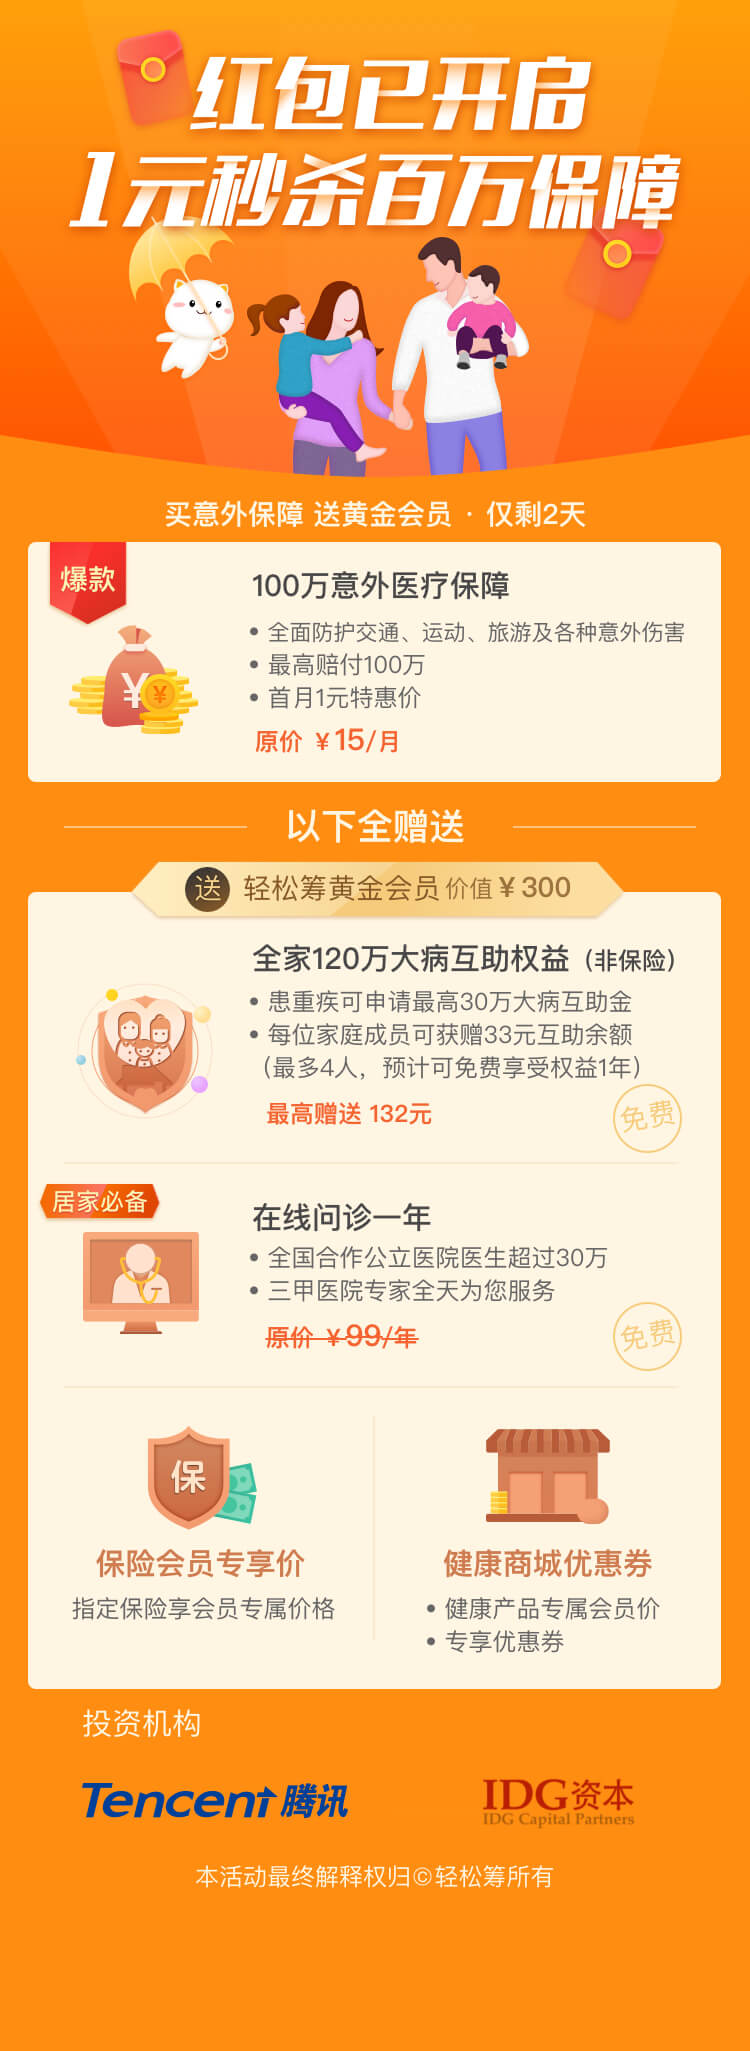 红包已开启
1元秒杀百万保障
买意外保障 送黄金会员 · 仅剩2天
爆款
100万意外医疗保障
• 全面防护交通、运动、旅游及各种意外伤害
• 最高赔付100万
• 首月1元特惠价
原价 ¥15/月
¥
¥
以下全赠送
送 轻松筹黄金会员 价值¥300
全家120万大病互助权益（非保险）
• 患重疾可申请最高30万大病互助金
• 每位家庭成员可获赠33元互助余额
（最多4人，预计可免费享受权益1年）
最高赠送 132元
免费
居家必备
在线问诊一年
• 全国合作公立医院医生超过30万
• 三甲医院专家全天为您服务
原价 ¥99/年
免费
保
保险会员专享价
指定保险享会员专属价格
健康商城优惠券
• 健康产品专属会员价
• 专享优惠券
投资机构
Tencent 腾讯
IDG资本
IDG Capital Partners
本活动最终解释权归©轻松筹所有